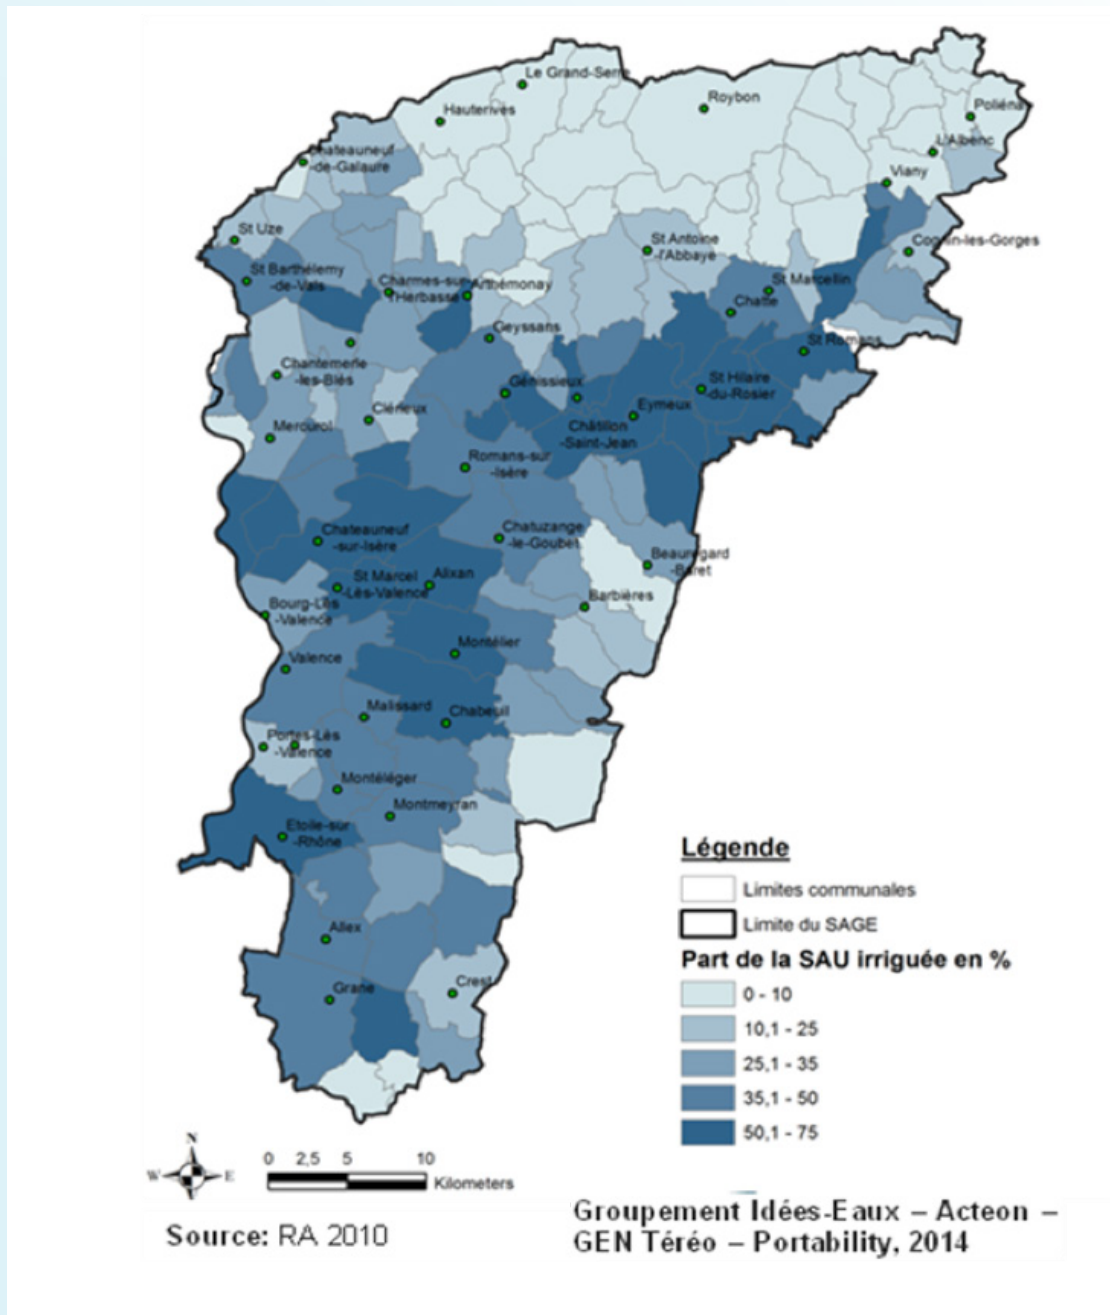 Le Grand-Serre
Hauterives
Roybon
Poliéna
L'Albenc
Chateauneuf
-de-Galaure
Viany
St Uze
St Antoine
-l'Abbaye
Cognin-les-Gorges
St Barthélemy
-de-Vals
Charmes-sur-
l'Herbasse
Arthémonay
St Marcellin
Chatte
Geyssans
St Romans
Chantemerle
-les-Blés
Génissieux
St Hilaire
-du-Rosier
Clérieux
Eymeux
Mercurol
Châtillon
-Saint-Jean
Romans-sur
-Isère
Chateauneuf
-sur-Isère
Chatuzange
-le-Goubet
Beauregard
-Baret
St Marcel
-Lès-Valence
Alixan
Bourg-Lès
-Valence
Barbières
Valence
Montélier
Malissard
Chabeuil
Portes-Lès
-Valence
Montéléger
Montmeyran
Etoile-sur
-Rhône
Allex
Crest
Grane
Légende
Limites communales
Limite du SAGE
Part de la SAU irriguée en %
0 - 10
10,1 - 25
25,1 - 35
35,1 - 50
50,1 - 75
N
W E
S
0 2,5 5 10
Kilometers
Source: RA 2010
Groupement Idées-Eaux – Acteon –
GEN Téréo – Portability, 2014